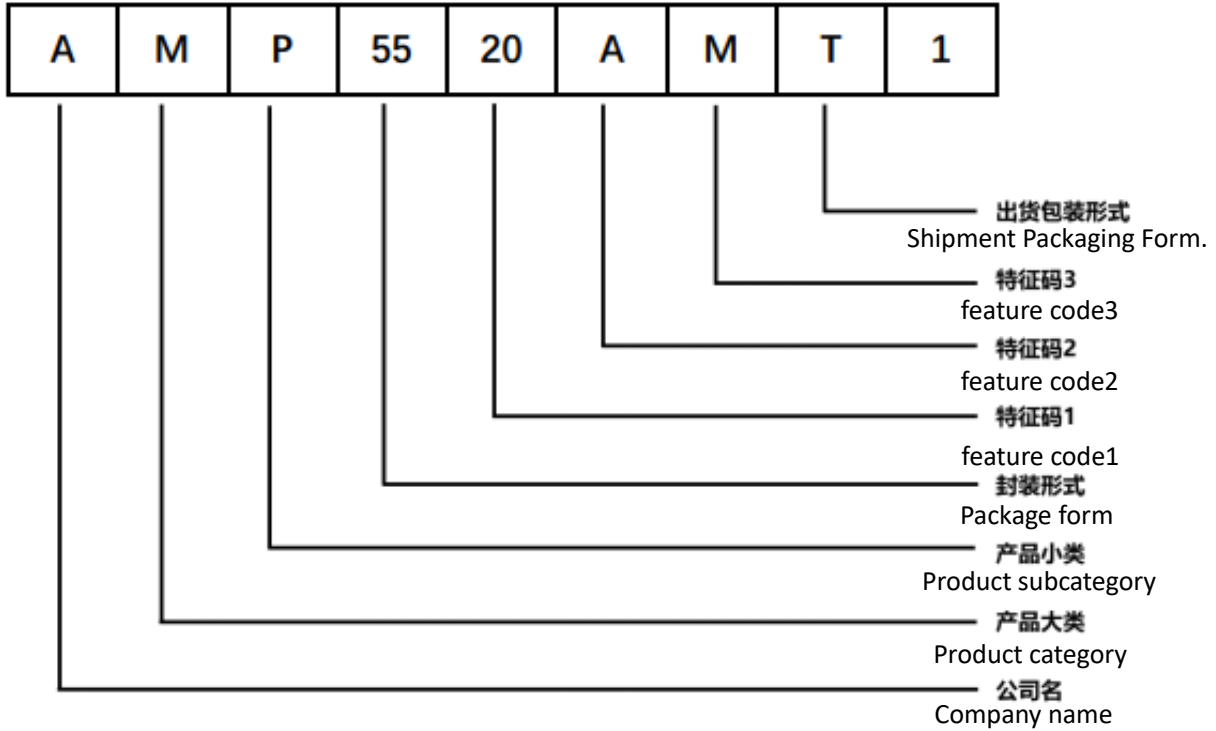 A M P 55 20 A M T 1
出货包装形式
Shipment Packaging Form.
特征码3
feature code3
特征码2
feature code2
特征码1
feature code1
封装形式
Package form
产品小类
Product subcategory
产品大类
Product category
公司名
Company name